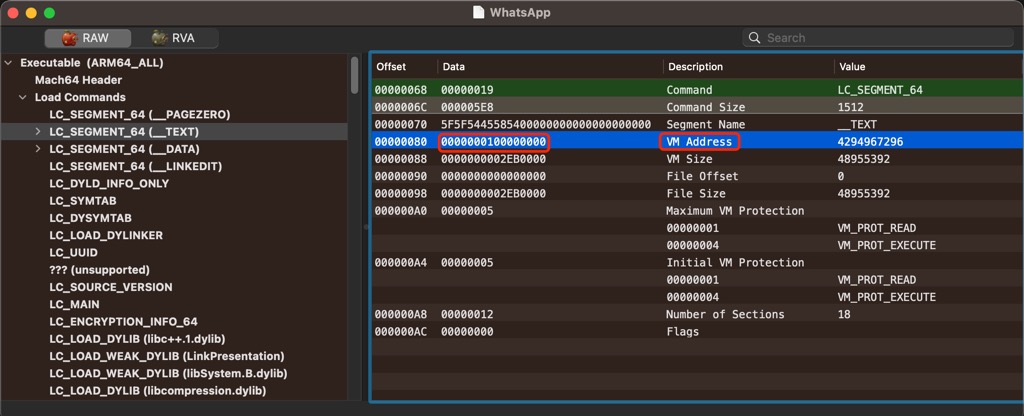 WhatsApp
RAW RVA
Search
Executable (ARM64_ALL)
Mach64 Header
Load Commands
LC_SEGMENT_64 (__PAGEZERO)
LC_SEGMENT_64 (__TEXT)
LC_SEGMENT_64 (__DATA)
LC_SEGMENT_64 (__LINKEDIT)
LC_DYLD_INFO_ONLY
LC_SYMTAB
LC_DYSYMTAB
LC_LOAD_DYLINKER
LC_UUID
??? (unsupported)
LC_SOURCE_VERSION
LC_MAIN
LC_ENCRYPTION_INFO_64
LC_LOAD_DYLIB (libc++.1.dylib)
LC_LOAD_WEAK_DYLIB (LinkPresentation)
LC_LOAD_WEAK_DYLIB (libSystem.B.dylib)
LC_LOAD_DYLIB (libcompression.dylib)
Offset Data Description Value
00000068 00000019 Command LC_SEGMENT_64
0000006C 000005E8 Command Size 1512
00000070 5F5F5445585400000000000000000000 Segment Name __TEXT
00000080 0000000100000000 VM Address 4294967296
00000088 0000000002EB0000 VM Size 48955392
00000090 0000000000000000 File Offset 0
00000098 0000000002EB0000 File Size 48955392
000000A0 00000005 Maximum VM Protection
00000001 VM_PROT_READ
00000004 VM_PROT_EXECUTE
000000A4 00000005 Initial VM Protection
00000001 VM_PROT_READ
00000004 VM_PROT_EXECUTE
000000A8 00000012 Number of Sections 18
000000AC 00000000 Flags